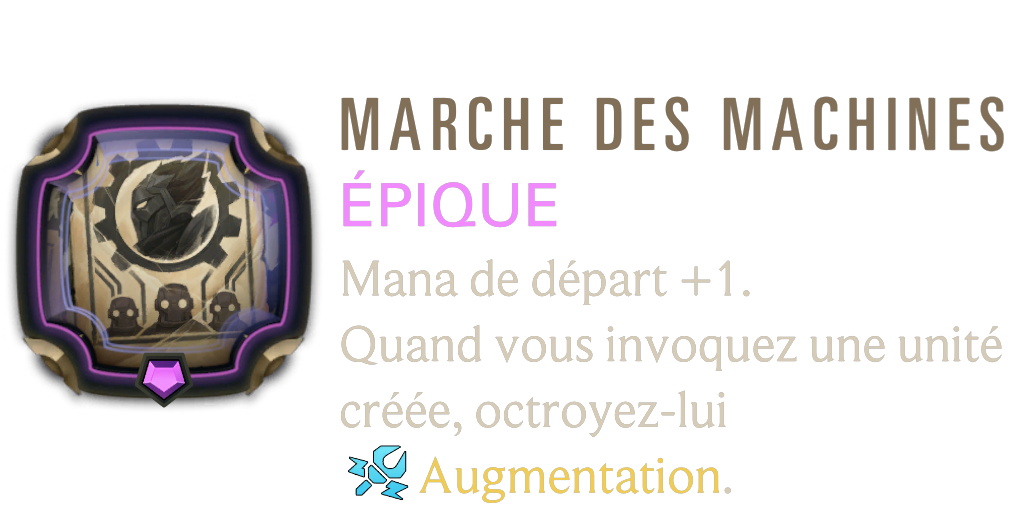 MARCHE DES MACHINES
ÉPIQUE
Mana de départ +1.
Quand vous invoquez une unité
créée, octroyez-lui
Augmentation.